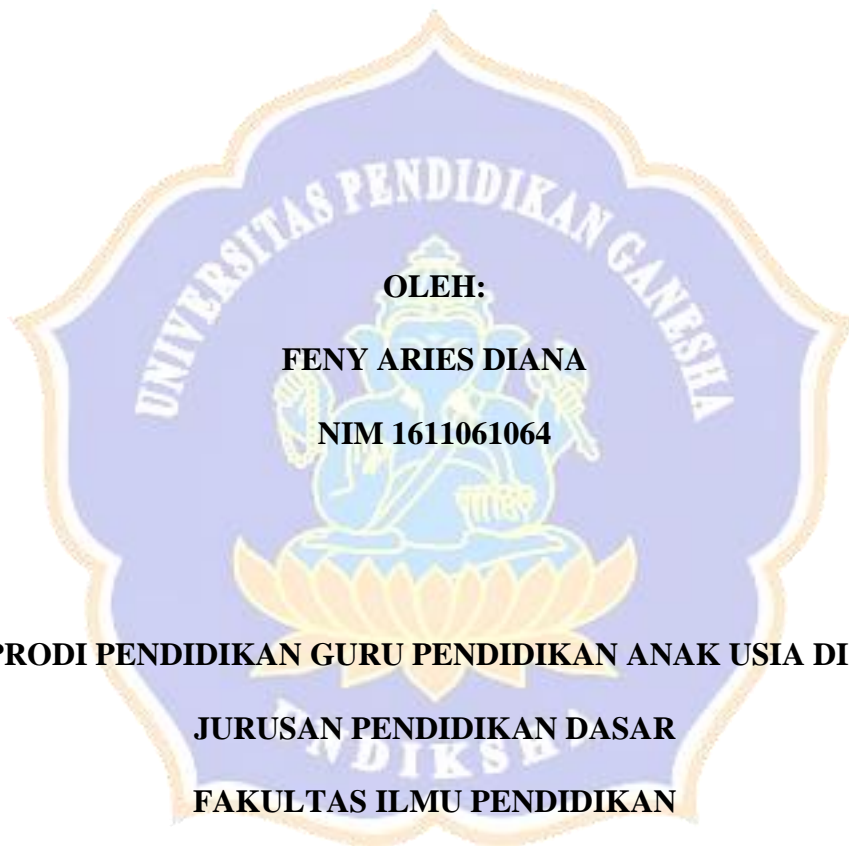 UNIVERSITAS PENDIDIKAN GANESHA
OLEH:
FENY ARIES DIANA
NIM 1611061064
PRODI PENDIDIKAN GURU PENDIDIKAN ANAK USIA DI
JURUSAN PENDIDIKAN DASAR
UNDIKSHA
FAKULTAS ILMU PENDIDIKAN